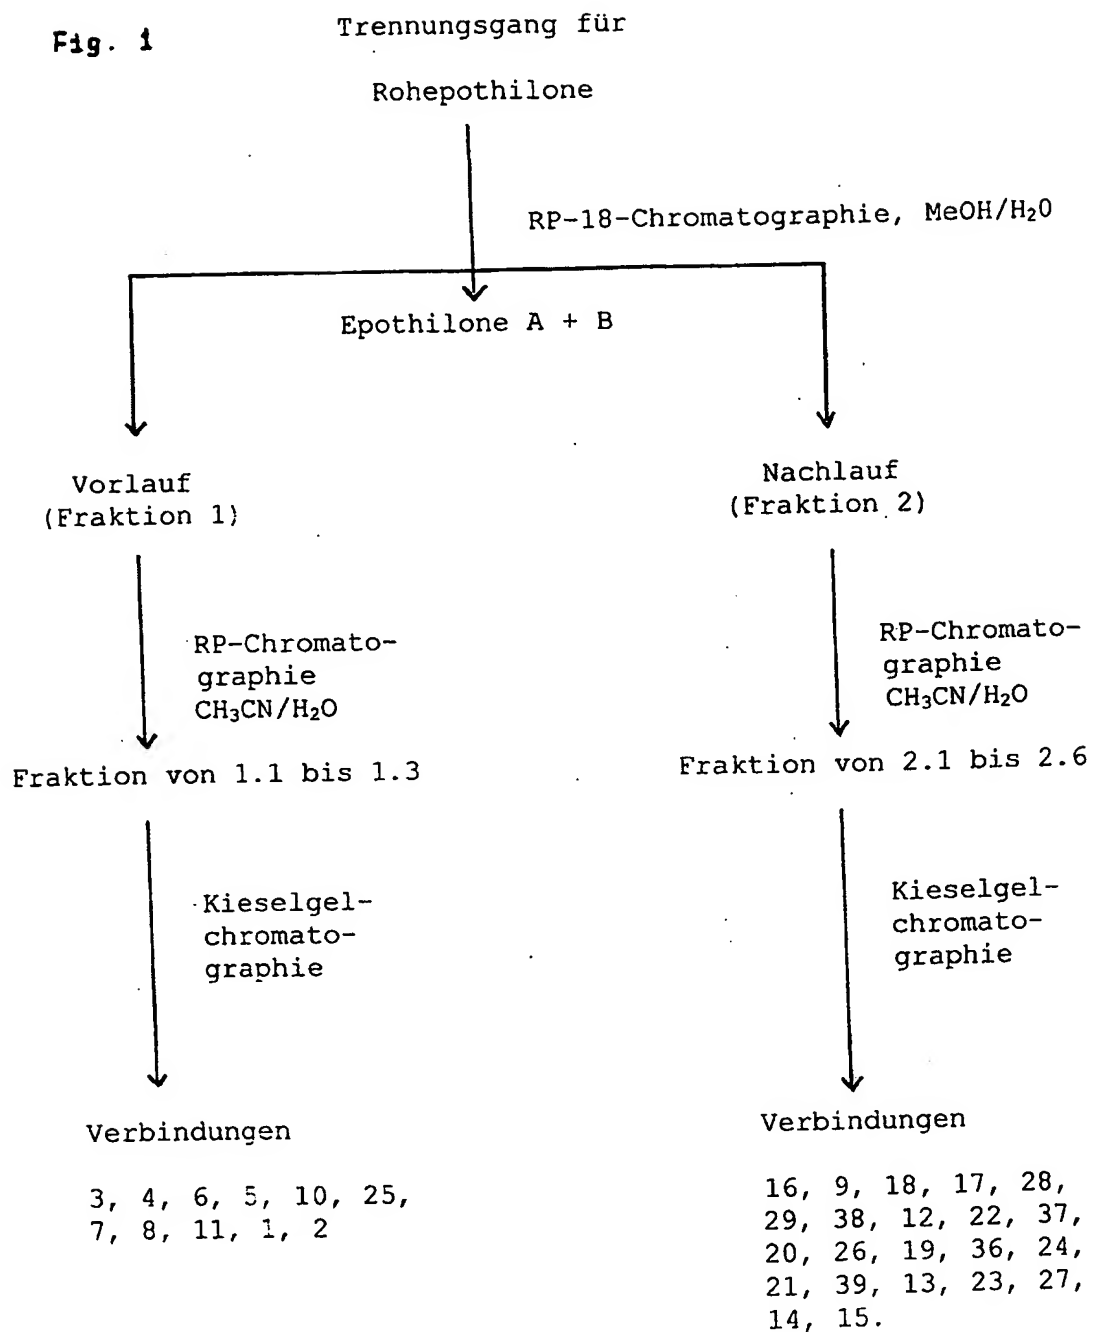 Fig. 1
Trennungsgang für
Rohepothilone
RP-18-Chromatographie, MeOH/H₂O
Epothilone A + B
Vorlauf
(Fraktion 1)
RP-Chromato-
graphie
CH₃CN/H₂O
Fraktion von 1.1 bis 1.3
Kieselgel-
chromato-
graphie
Verbindungen
3, 4, 6, 5, 10, 25,
7, 8, 11, 1, 2
Nachlauf
(Fraktion 2)
RP-Chromato-
graphie
CH₃CN/H₂O
Fraktion von 2.1 bis 2.6
Kieselgel-
chromato-
graphie
Verbindungen
16, 9, 18, 17, 28,
29, 38, 12, 22, 37,
20, 26, 19, 36, 24,
21, 39, 13, 23, 27,
14, 15.